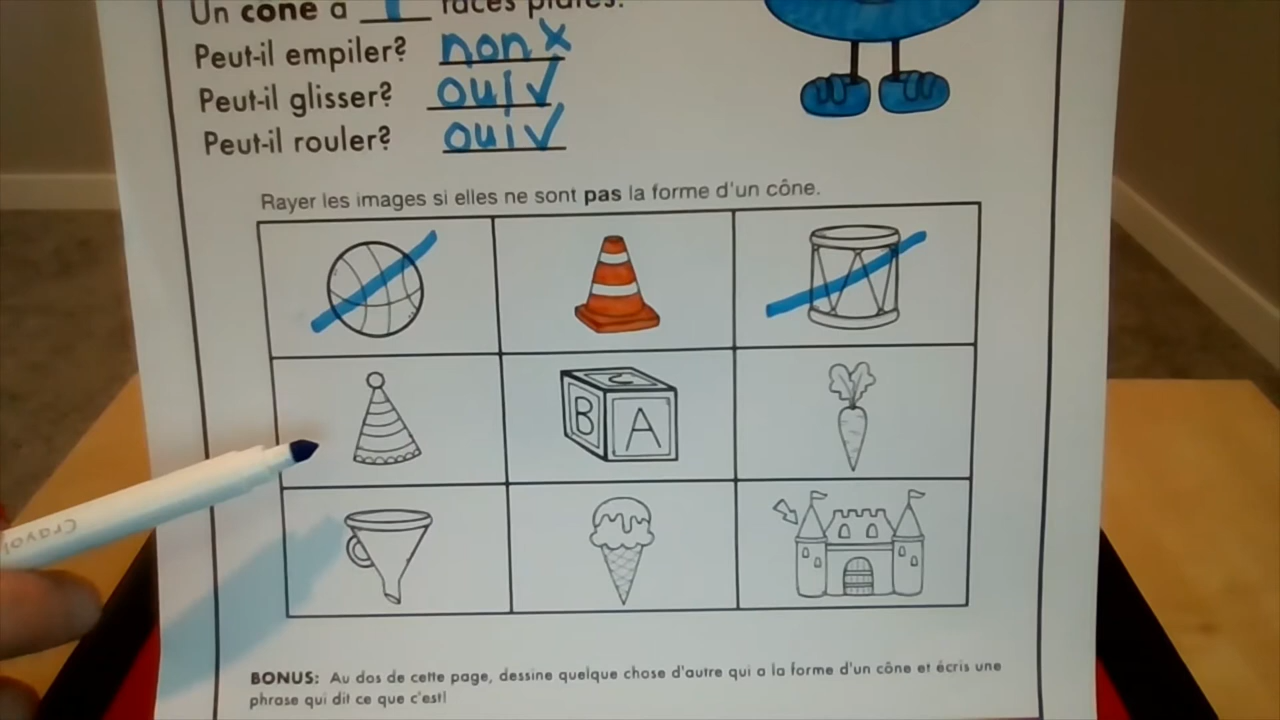 Un cône a 1 faces plates.
Peut-il empiler? non x
Peut-il glisser? oui ✓
Peut-il rouler? oui ✓
Rayer les images si elles ne sont pas la forme d'un cône.
C
B A
BONUS: Au dos de cette page, dessine quelque chose d'autre qui a la forme d'un cône et écris une
phrase qui dit ce que c'est!
Crayol